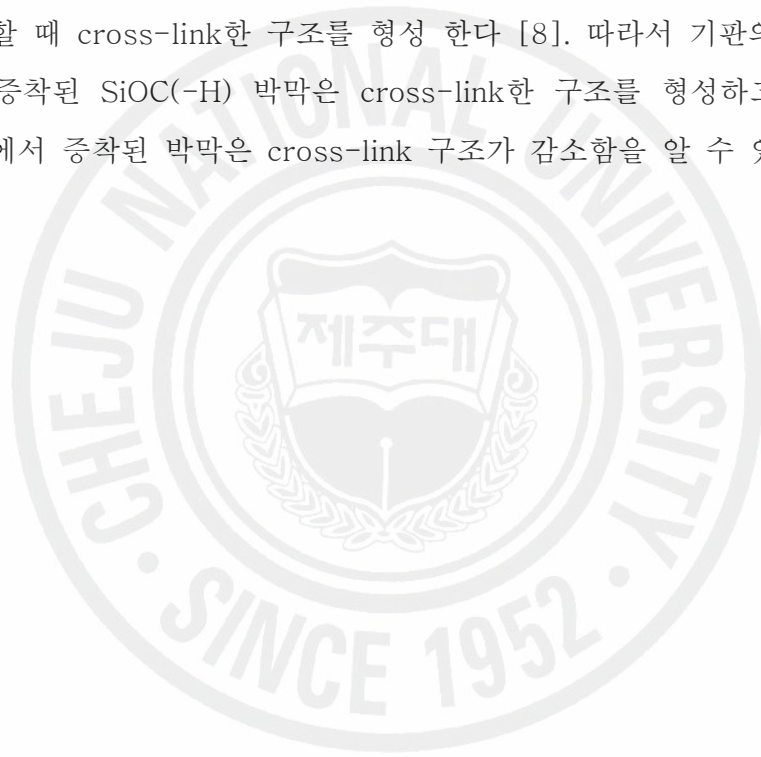 할 때 cross-link한 구조를 형성 한다 [8]. 따라서 기판의
증착된 SiOC(-H) 박막은 cross-link한 구조를 형성하고
에서 증착된 박막은 cross-link 구조가 감소함을 알 수 있
CHEJU NATIONAL UNIVERSITY
제주대
· SINCE 1952 ·